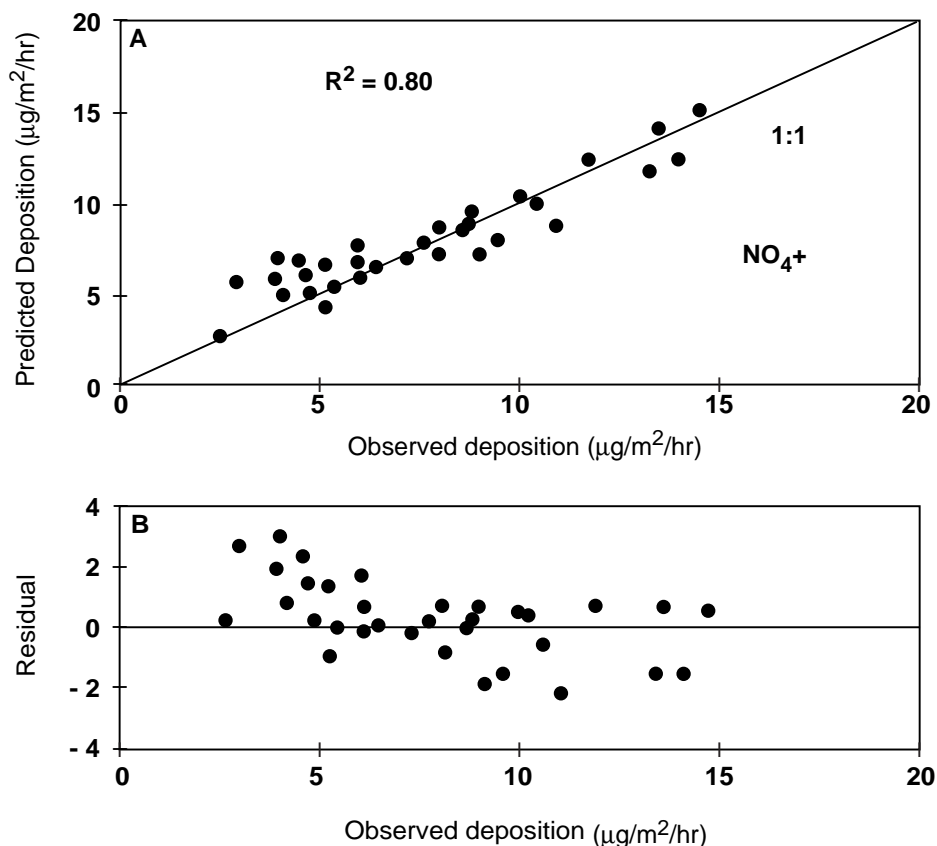 A
R² = 0.80
1:1
NO₄+
Predicted Deposition (μg/m²/hr)
20
15
10
5
0
0 5 10 15 20
Observed deposition (μg/m²/hr)
B
Residual
4
2
0
- 2
- 4
0 5 10 15 20
Observed deposition (μg/m²/hr)